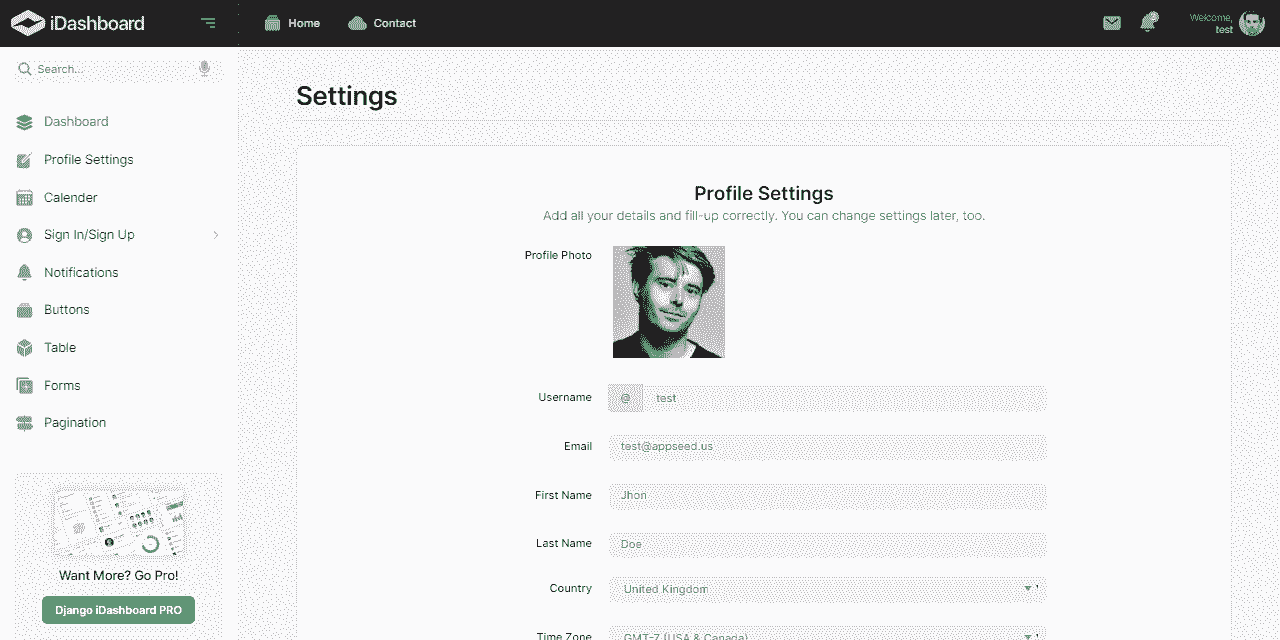 iDashboard
Home
Contact
2
Welcome,
test
Search...
Dashboard
Profile Settings
Calender
Sign In/Sign Up
Notifications
Buttons
Table
Forms
Pagination
Want More? Go Pro!
Django iDashboard PRO
Settings
Profile Settings
Add all your details and fill-up correctly. You can change settings later, too.
Profile Photo
Username @ test
Email test@appseed.us
First Name Jhon
Last Name Doe
Country United Kingdom
Time Zone GMT-7 (USA & Canada)